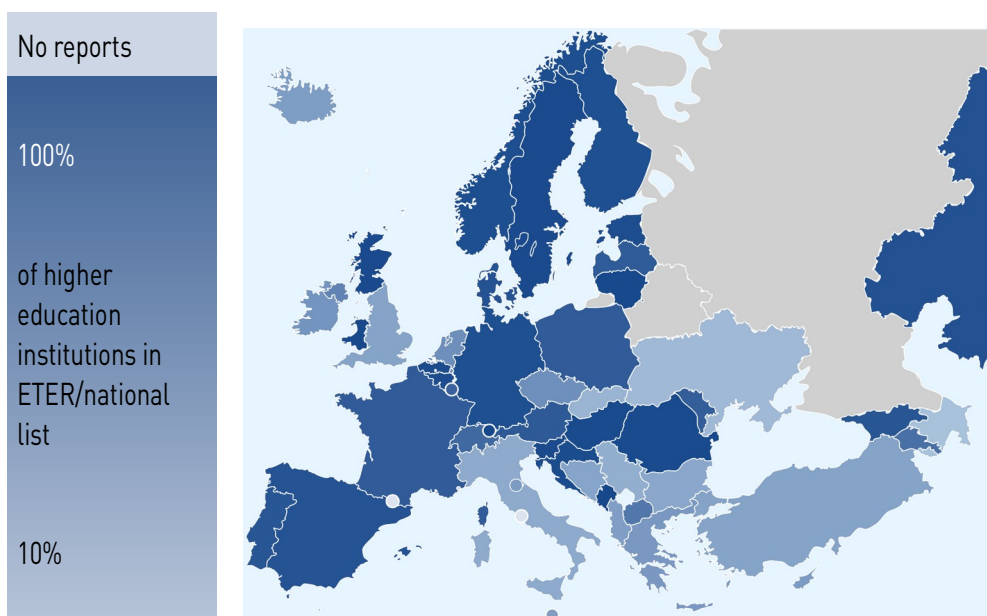 No reports
100%
of higher
education
institutions in
ETER/national
list
10%